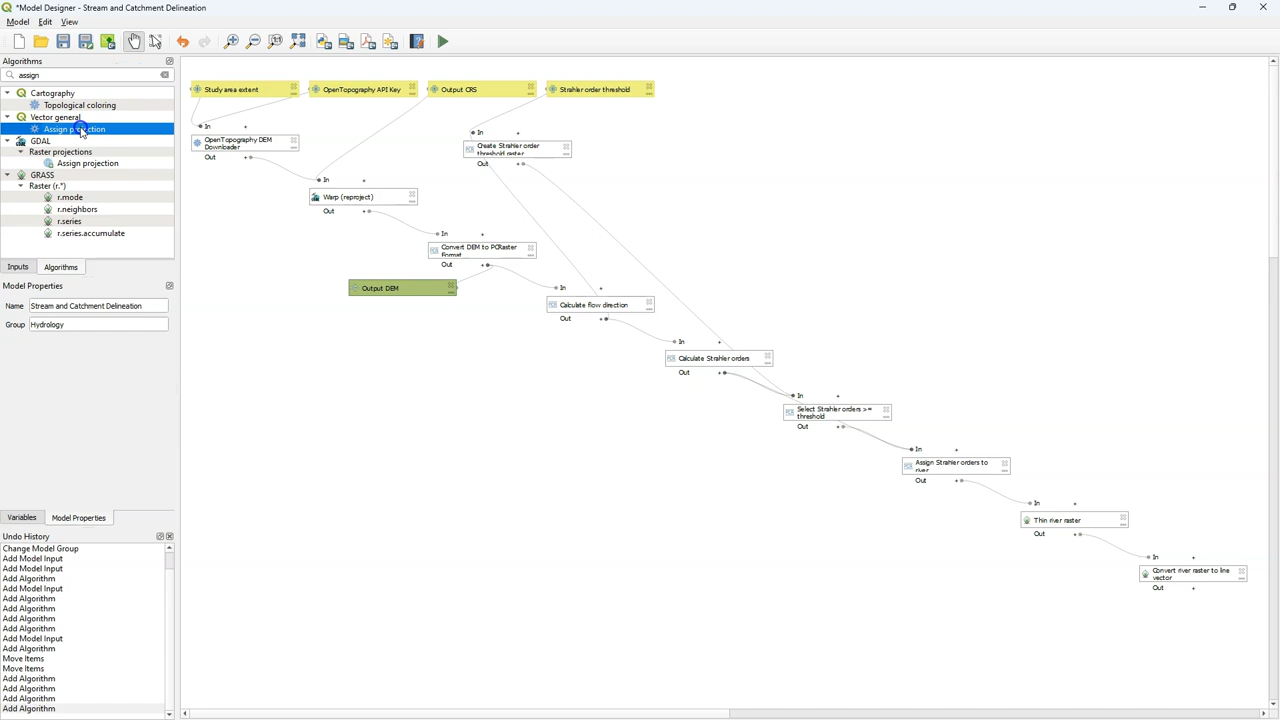 *Model Designer - Stream and Catchment Delineation
Model Edit View
Algorithms
assign
Cartography
Topological coloring
Vector general
Assign projection
GDAL
Raster projections
Assign projection
GRASS
Raster (r.*)
r.mode
r.neighbors
r.series
r.series.accumulate
Inputs Algorithms
Model Properties
Name Stream and Catchment Delineation
Group Hydrology
Variables Model Properties
Undo History
Change Model Group
Add Model Input
Add Model Input
Add Algorithm
Add Model Input
Add Algorithm
Add Algorithm
Add Algorithm
Add Algorithm
Add Model Input
Add Algorithm
Move Items
Move Items
Add Algorithm
Add Algorithm
Add Algorithm
Add Algorithm
Study area extent
OpenTopography API Key
Output CRS
Strahler order threshold
In
OpenTopography DEM
Downloader
Out
In
Create Strahler order
threshold raster
Out
In
Warp (reproject)
Out
In
Convert DEM to PCRaster
Format
Out
Output DEM
In
Calculate flow direction
Out
In
Calculate Strahler orders
Out
In
Select Strahler orders >=
threshold
Out
In
Assign Strahler orders to
river
Out
In
Thin river raster
Out
In
Convert river raster to line
vector
Out